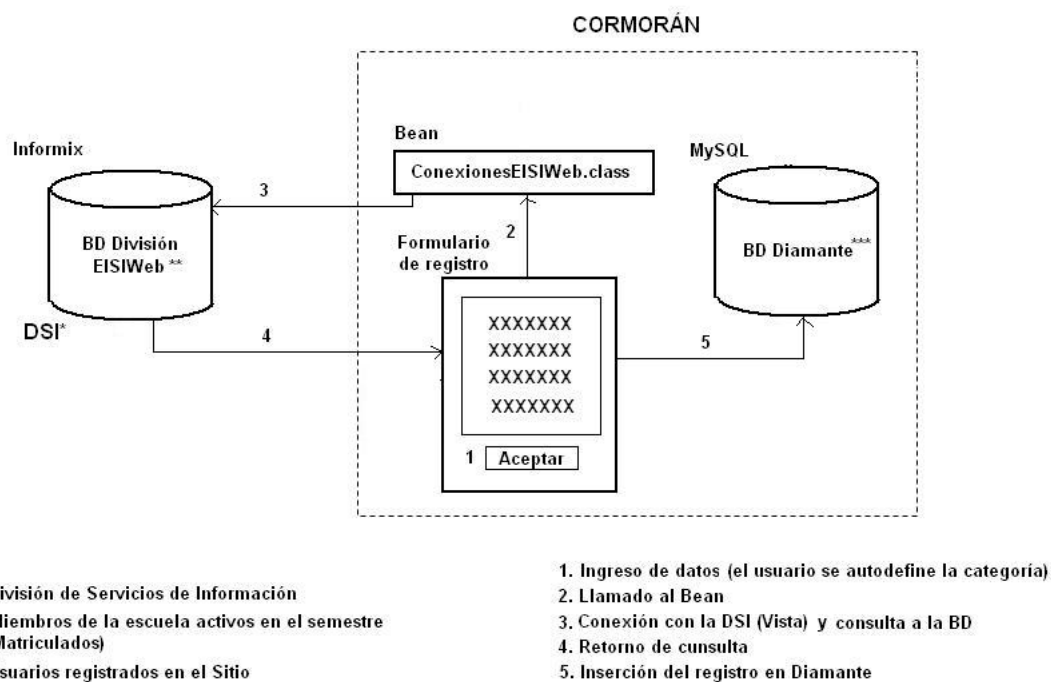 CORMORÁN
Informix
Bean
MySQL
ConexionesEISIWeb.class
3
BD División
EISIWeb **
2
Formulario
de registro
BD Diamante***
DSI*
4
XXXXXXX
XXXXXXX
XXXXXXX
XXXXXXX
5
1 Aceptar
ivisión de Servicios de Información
iembros de la escuela activos en el semestre
Matriculados)
suarios registrados en el Sitio
1. Ingreso de datos (el usuario se autodefine la categoría)
2. Llamado al Bean
3. Conexión con la DSI (Vista) y consulta a la BD
4. Retorno de cunsulta
5. Inserción del registro en Diamante